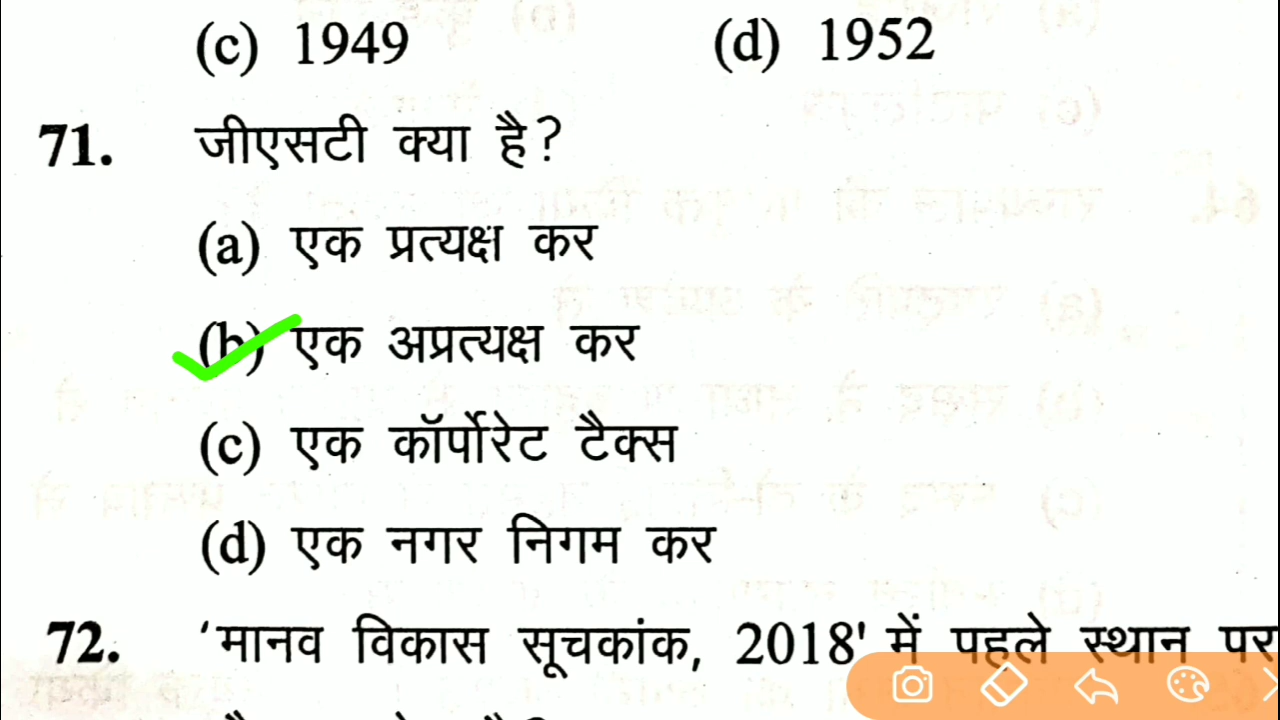 (c) 1949 (d) 1952
71. जीएसटी क्या है?
(a) एक प्रत्यक्ष कर
(b) एक अप्रत्यक्ष कर
(c) एक कॉर्पोरेट टैक्स
(d) एक नगर निगम कर
72. 'मानव विकास सूचकांक, 2018' में पहले स्थान पर